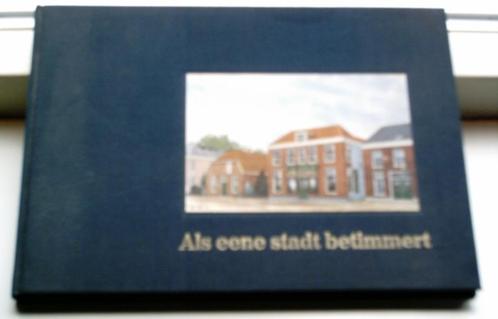 Als eene stadt betimmert